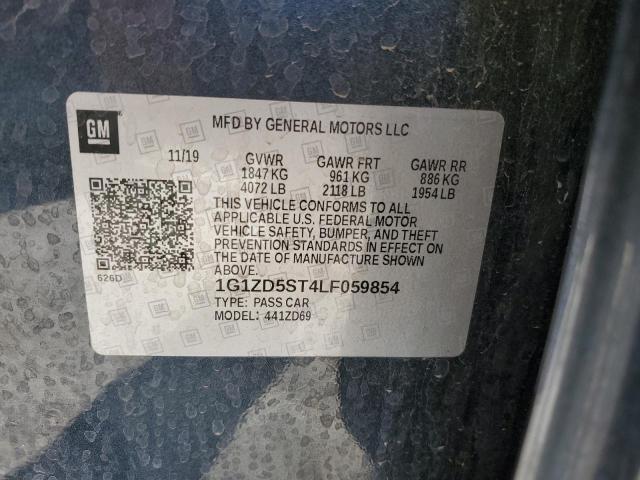 GM
MFD BY GENERAL MOTORS LLC
11/19 GVWR GAWR FRT GAWR RR
1847 KG 961 KG 886 KG
4072 LB 2118 LB 1954 LB
THIS VEHICLE CONFORMS TO ALL
APPLICABLE U.S. FEDERAL MOTOR
VEHICLE SAFETY, BUMPER, AND THEFT
PREVENTION STANDARDS IN EFFECT ON
THE DATE OF MANUFACTURE SHOWN
ABOVE.
626D
1G1ZD5ST4LF059854
TYPE: PASS CAR
MODEL: 441ZD69